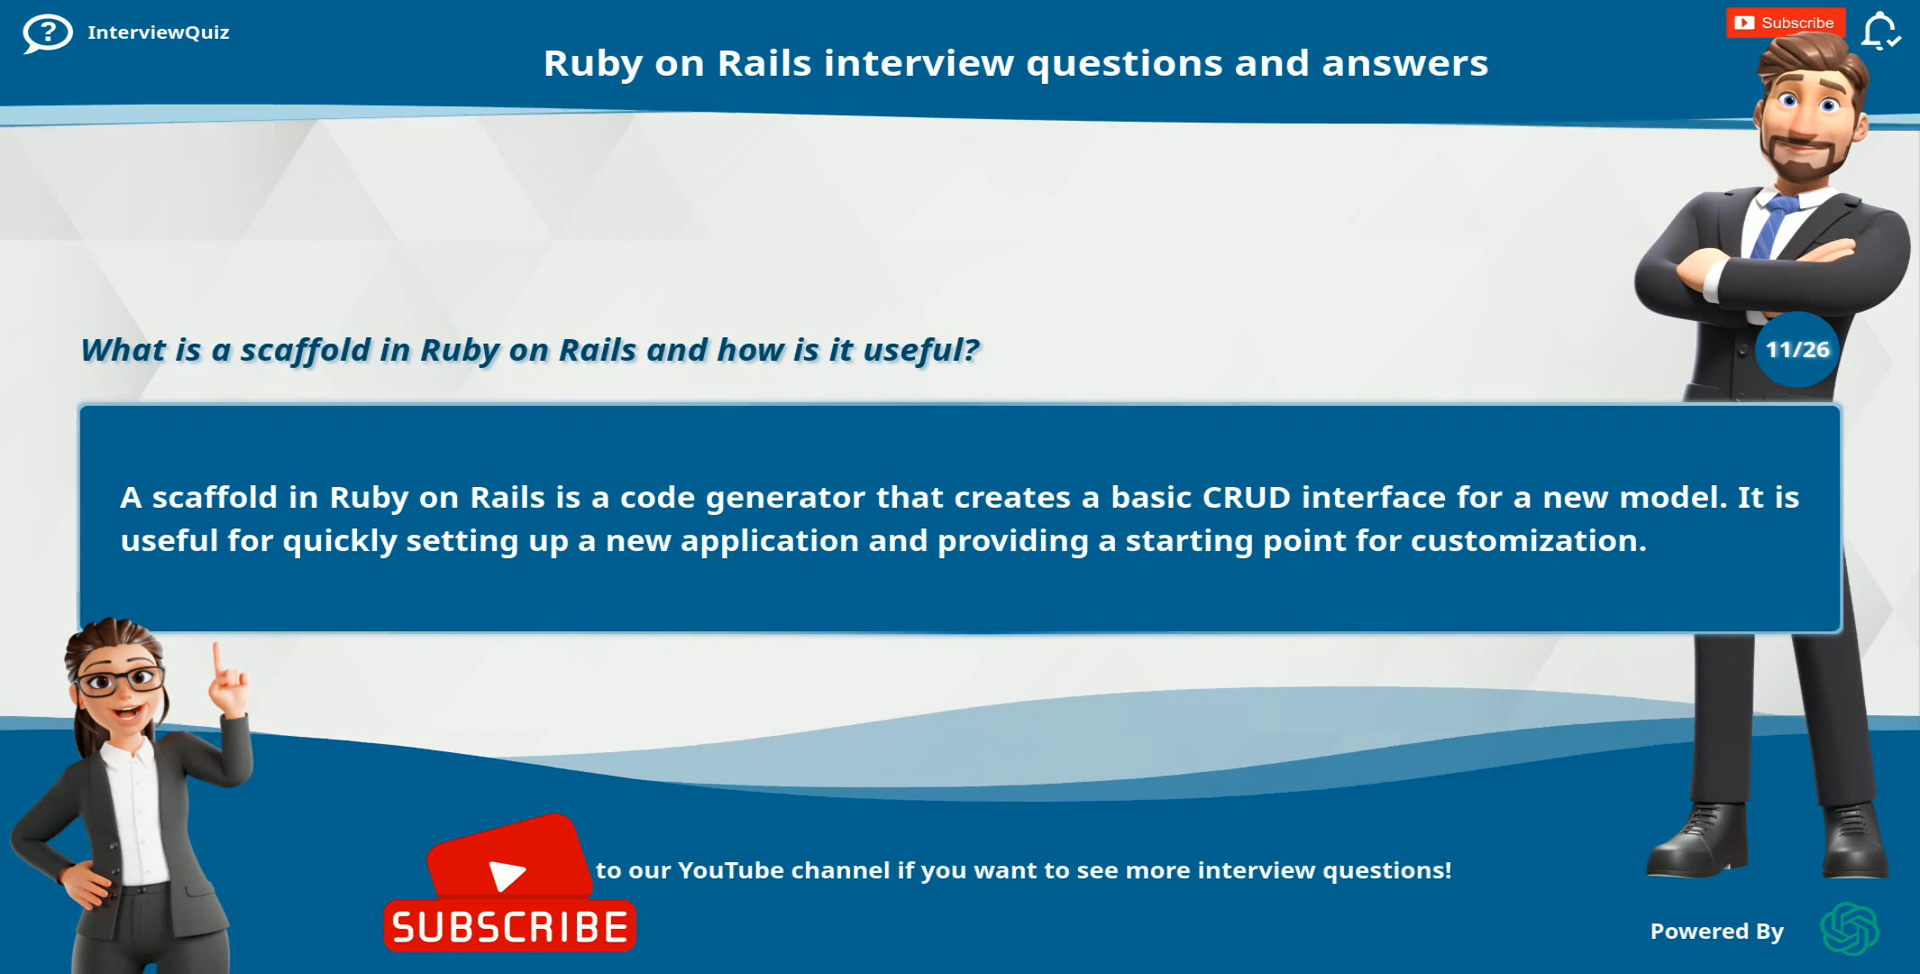 InterviewQuiz
Subscribe
Ruby on Rails interview questions and answers
What is a scaffold in Ruby on Rails and how is it useful?
11/26
A scaffold in Ruby on Rails is a code generator that creates a basic CRUD interface for a new model. It is
useful for quickly setting up a new application and providing a starting point for customization.
to our YouTube channel if you want to see more interview questions!
SUBSCRIBE
Powered By